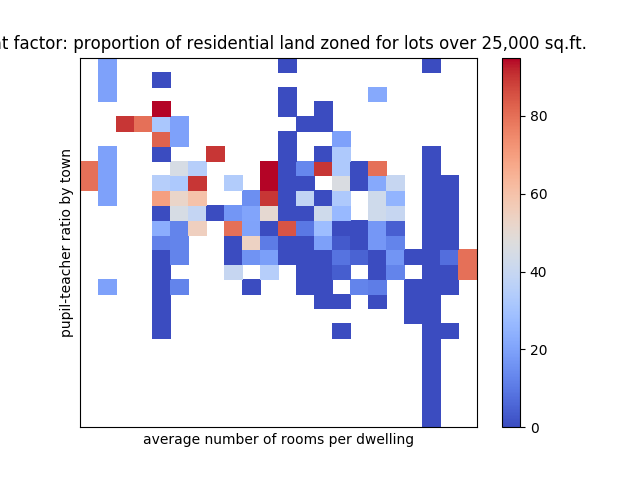 factor: proportion of residential land zoned for lots over 25,000 sq.ft.
80
60
40
20
0
pupil-teacher ratio by town
average number of rooms per dwelling